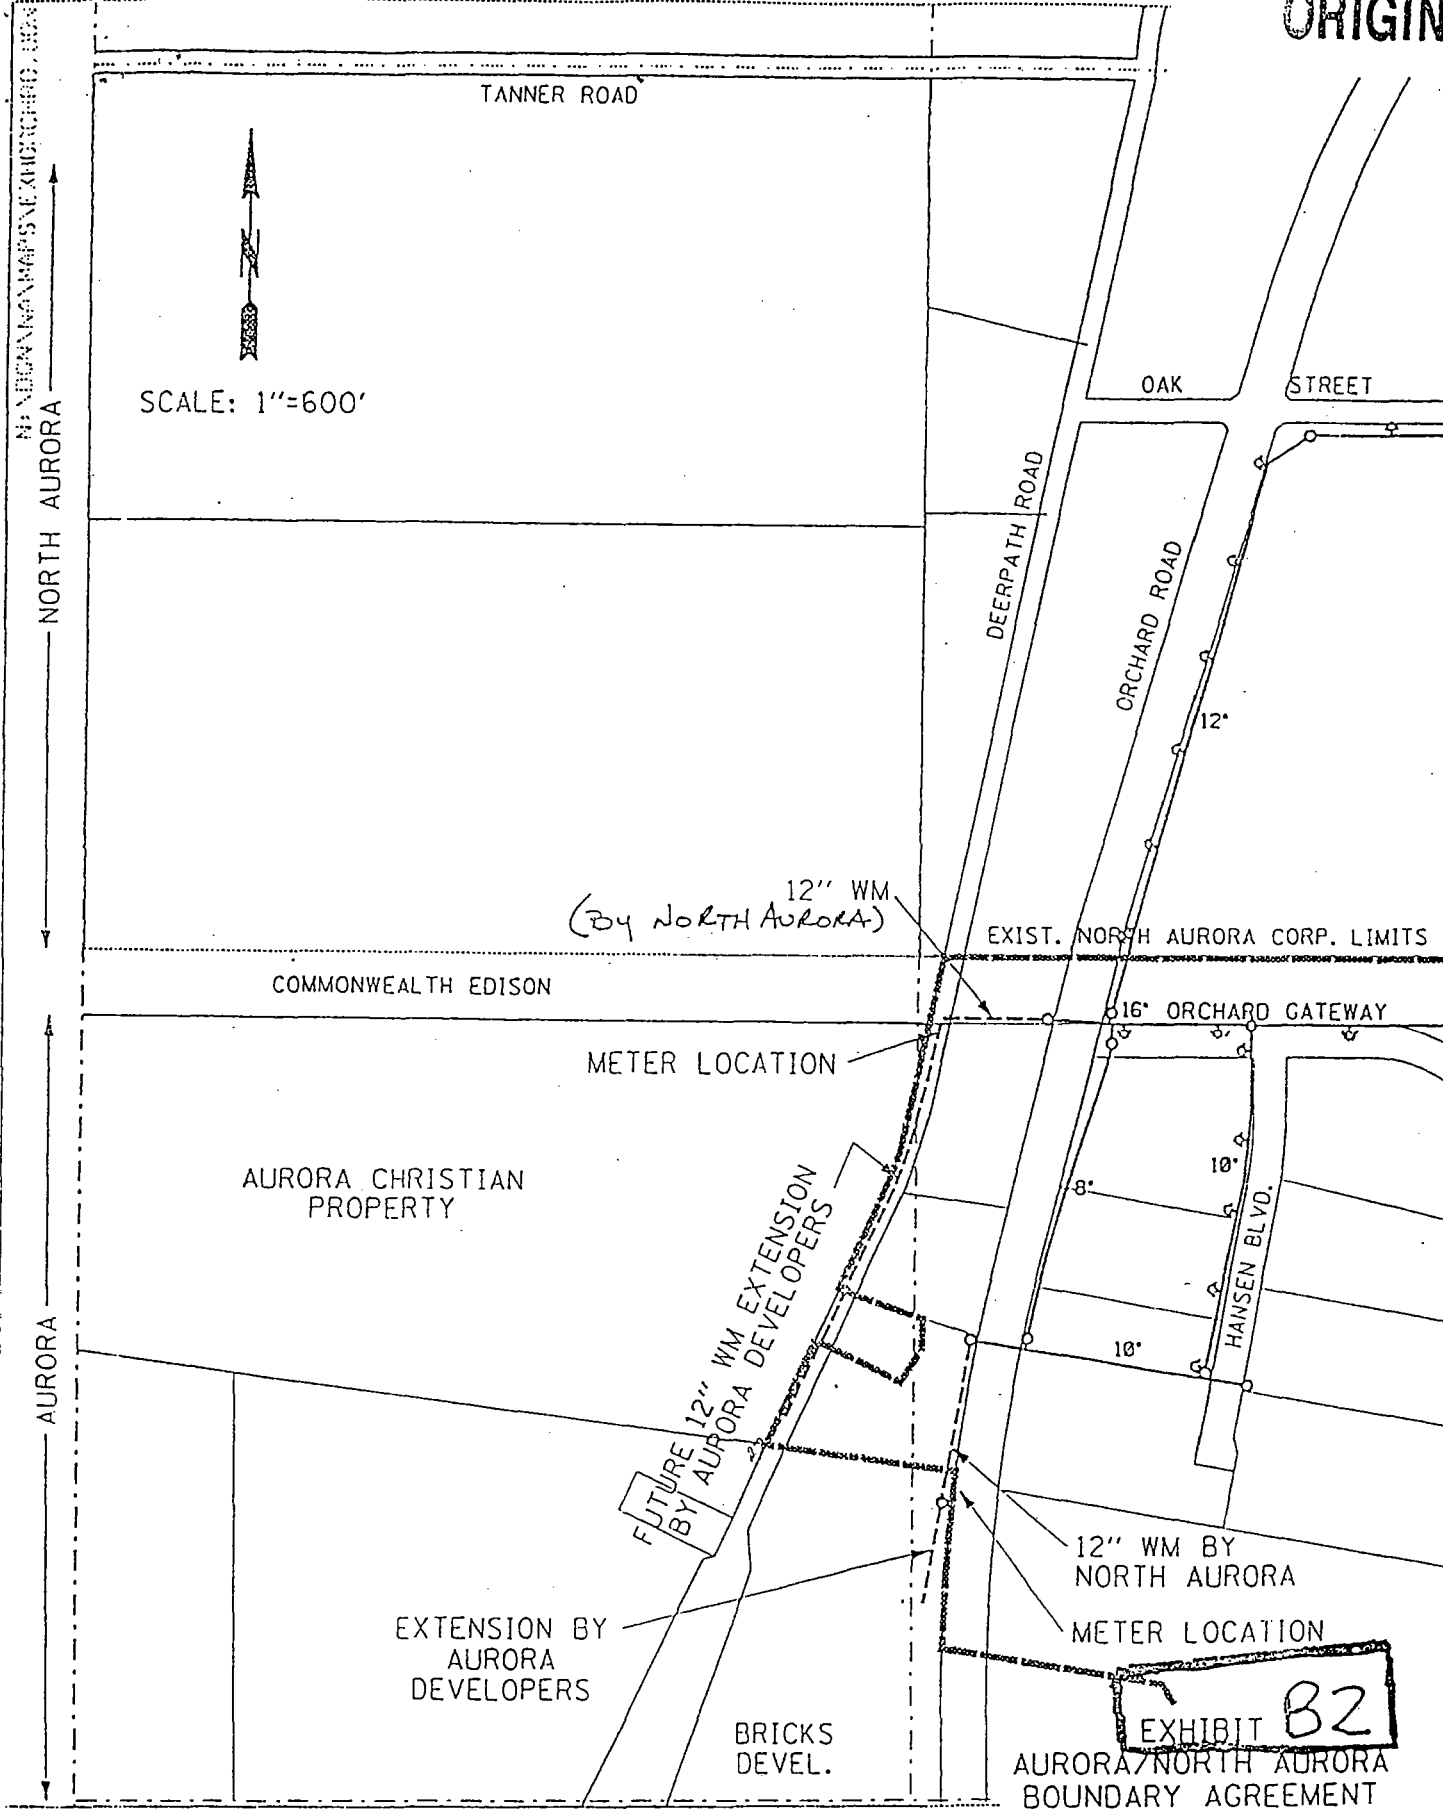 TANNER ROAD
SCALE: 1"=600'
NORTH AURORA
OAK STREET
DEERPATH ROAD
ORCHARD ROAD
12"
12" WM
(By NORTH AURORA)
EXIST. NORTH AURORA CORP. LIMITS
COMMONWEALTH EDISON
16" ORCHARD GATEWAY
METER LOCATION
AURORA CHRISTIAN
PROPERTY
FUTURE 12" WM EXTENSION
BY AURORA DEVELOPERS
8"
10"
HANSEN BLVD.
10"
AURORA
12" WM BY
NORTH AURORA
METER LOCATION
EXTENSION BY
AURORA
DEVELOPERS
BRICKS
DEVEL.
EXHIBIT B2
AURORA/NORTH AURORA
BOUNDARY AGREEMENT